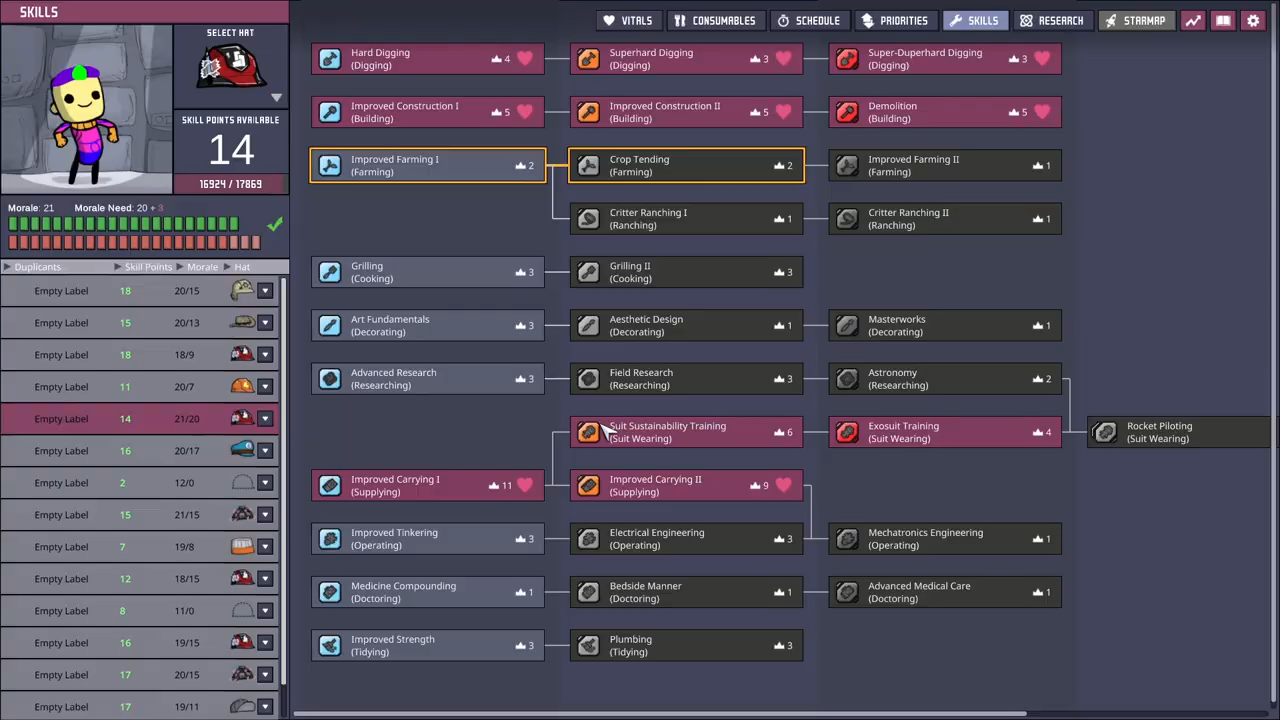 SKILLS
VITALS
CONSUMABLES
SCHEDULE
PRIORITIES
SKILLS
RESEARCH
STARMAP
SELECT HAT
SKILL POINTS AVAILABLE
14
16924 / 17869
Morale: 21
Morale Need: 20 + 3
Duplicants
Skill Points
Morale
Hat
Empty Label 18 20/15
Empty Label 15 20/13
Empty Label 18 18/9
Empty Label 11 20/7
Empty Label 14 21/20
Empty Label 16 20/17
Empty Label 2 12/0
Empty Label 15 21/15
Empty Label 7 19/8
Empty Label 12 18/15
Empty Label 8 11/0
Empty Label 16 19/15
Empty Label 17 20/15
Empty Label 17 19/11
Hard Digging
(Digging)
4
Superhard Digging
(Digging)
3
Super-Duperhard Digging
(Digging)
3
Improved Construction I
(Building)
5
Improved Construction II
(Building)
5
Demolition
(Building)
5
Improved Farming I
(Farming)
2
Crop Tending
(Farming)
2
Improved Farming II
(Farming)
1
Critter Ranching I
(Ranching)
1
Critter Ranching II
(Ranching)
1
Grilling
(Cooking)
3
Grilling II
(Cooking)
3
Art Fundamentals
(Decorating)
3
Aesthetic Design
(Decorating)
1
Masterworks
(Decorating)
1
Advanced Research
(Researching)
3
Field Research
(Researching)
3
Astronomy
(Researching)
2
Suit Sustainability Training
(Suit Wearing)
6
Exosuit Training
(Suit Wearing)
4
Rocket Piloting
(Suit Wearing)
Improved Carrying I
(Supplying)
11
Improved Carrying II
(Supplying)
9
Improved Tinkering
(Operating)
3
Electrical Engineering
(Operating)
3
Mechatronics Engineering
(Operating)
1
Medicine Compounding
(Doctoring)
1
Bedside Manner
(Doctoring)
1
Advanced Medical Care
(Doctoring)
1
Improved Strength
(Tidying)
3
Plumbing
(Tidying)
3